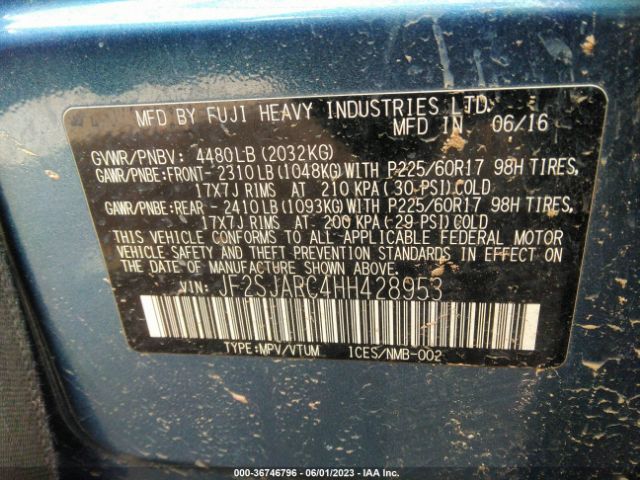 MFD BY FUJI HEAVY INDUSTRIES LTD.
MFD IN 06/16
GVWR/PNBV: 4480LB(2032KG)
GAWR/PNBE:FRONT- 2310LB(1048KG)WITH P225/60R17 98H TIRES,
17X7J RIMS AT 210 KPA(30 PSI)COLD
GAWR/PNBE:REAR - 2410LB(1093KG)WITH P225/60R17 98H TIRES,
17X7J RIMS AT 200 KPA(29 PSI)COLD
THIS VEHICLE CONFORMS TO ALL APPLICABLE FEDERAL MOTOR
VEHICLE SAFETY AND THEFT PREVENTION STANDARDS IN EFFECT ON
THE DATE OF MANUFACTURE SHOWN ABOVE.
VIN: JF2SJARC4HH428953
TYPE:MPV/VTUM ICES/NMB-002
000-36746796 - 06/01/2023 - IAA Inc.